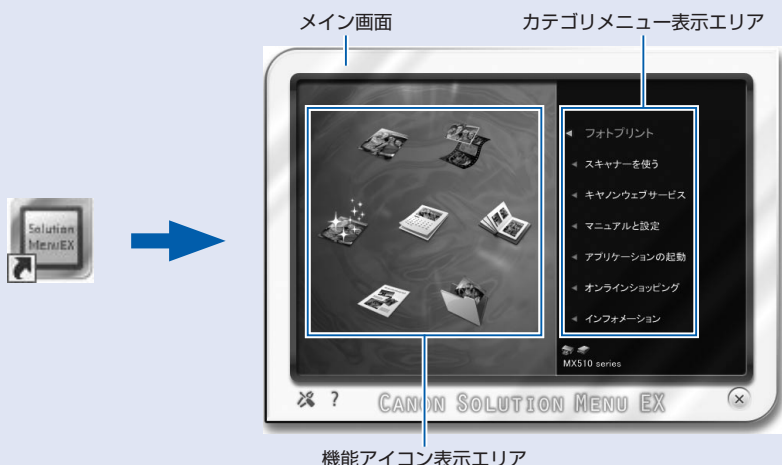 メイン画面
カテゴリメニュー表示エリア
Solution
MenuEX
フォトプリント
スキャナーを使う
キヤノンウェブサービス
マニュアルと設定
アプリケーションの起動
オンラインショッピング
インフォメーション
MX510 series
?
CANON SOLUTION MENU EX
機能アイコン表示エリア